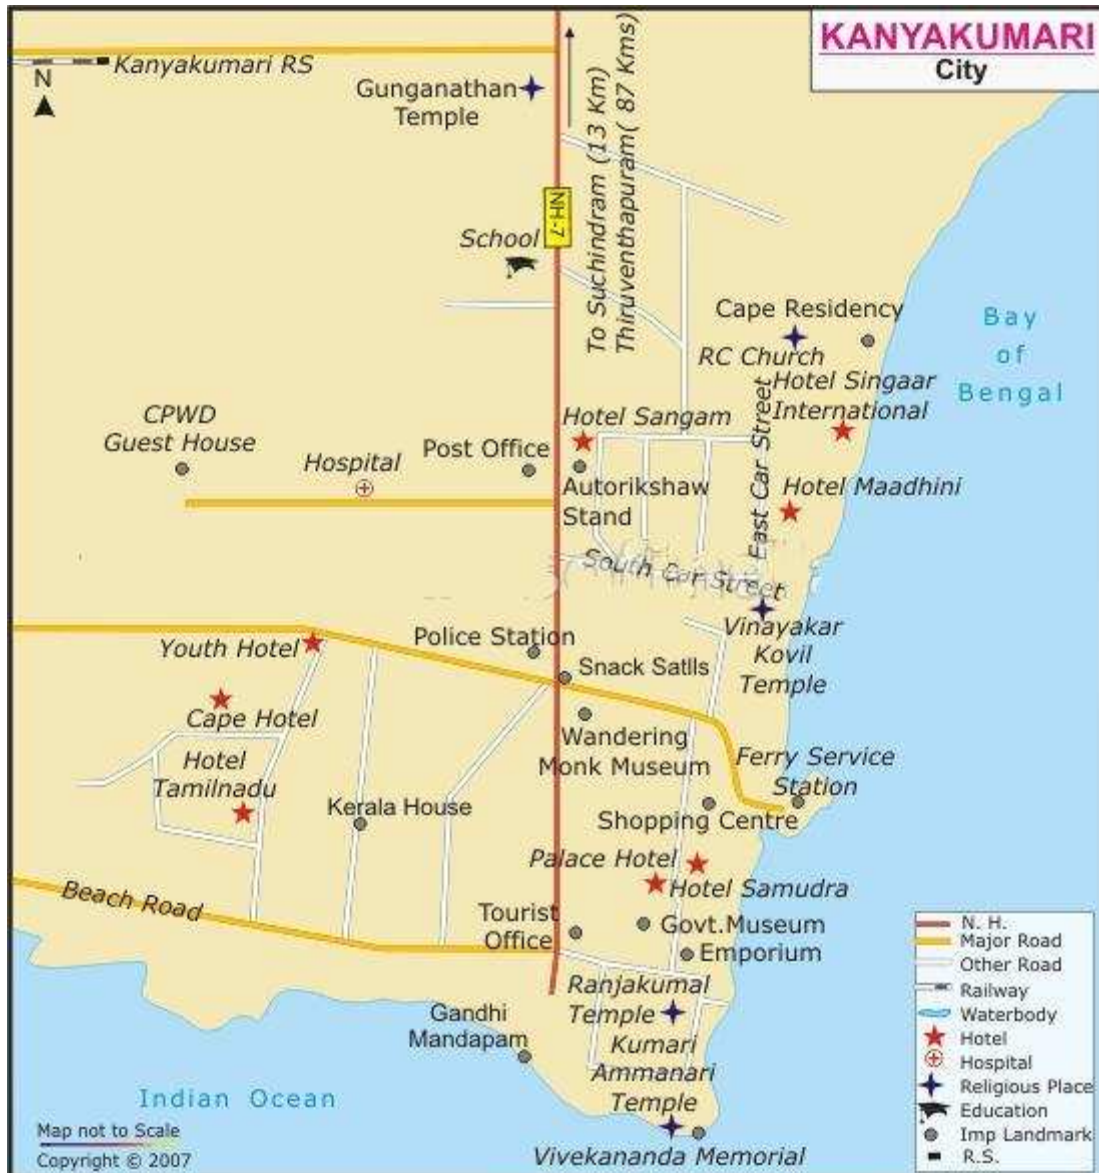 KANYAKUMARI
City
Kanyakumari RS
N
Gunganathan
Temple
To Suchindram (13 Km)
Thiruventhapuram( 87 Kms)
NH-7
School
Cape Residency
RC Church
Bay
of
Bengal
Hotel Singaar
International
East Car Street
Hotel Sangam
CPWD
Guest House
Hospital
Post Office
Autorikshaw
Stand
Hotel Maadhini
South Car Street
Vinayakar
Kovil
Temple
Police Station
Youth Hotel
Snack Satlls
Cape Hotel
Wandering
Monk Museum
Hotel
Tamilnadu
Ferry Service
Station
Kerala House
Shopping Centre
Palace Hotel
Hotel Samudra
Beach Road
Tourist
Office
Govt.Museum
Emporium
Ranjakumal
Temple
Gandhi
Mandapam
Kumari
Ammanari
Temple
Vivekananda Memorial
Indian Ocean
N. H.
Major Road
Other Road
Railway
Waterbody
Hotel
Hospital
Religious Place
Education
Imp Landmark
R.S.
Map not to Scale
Copyright © 2007